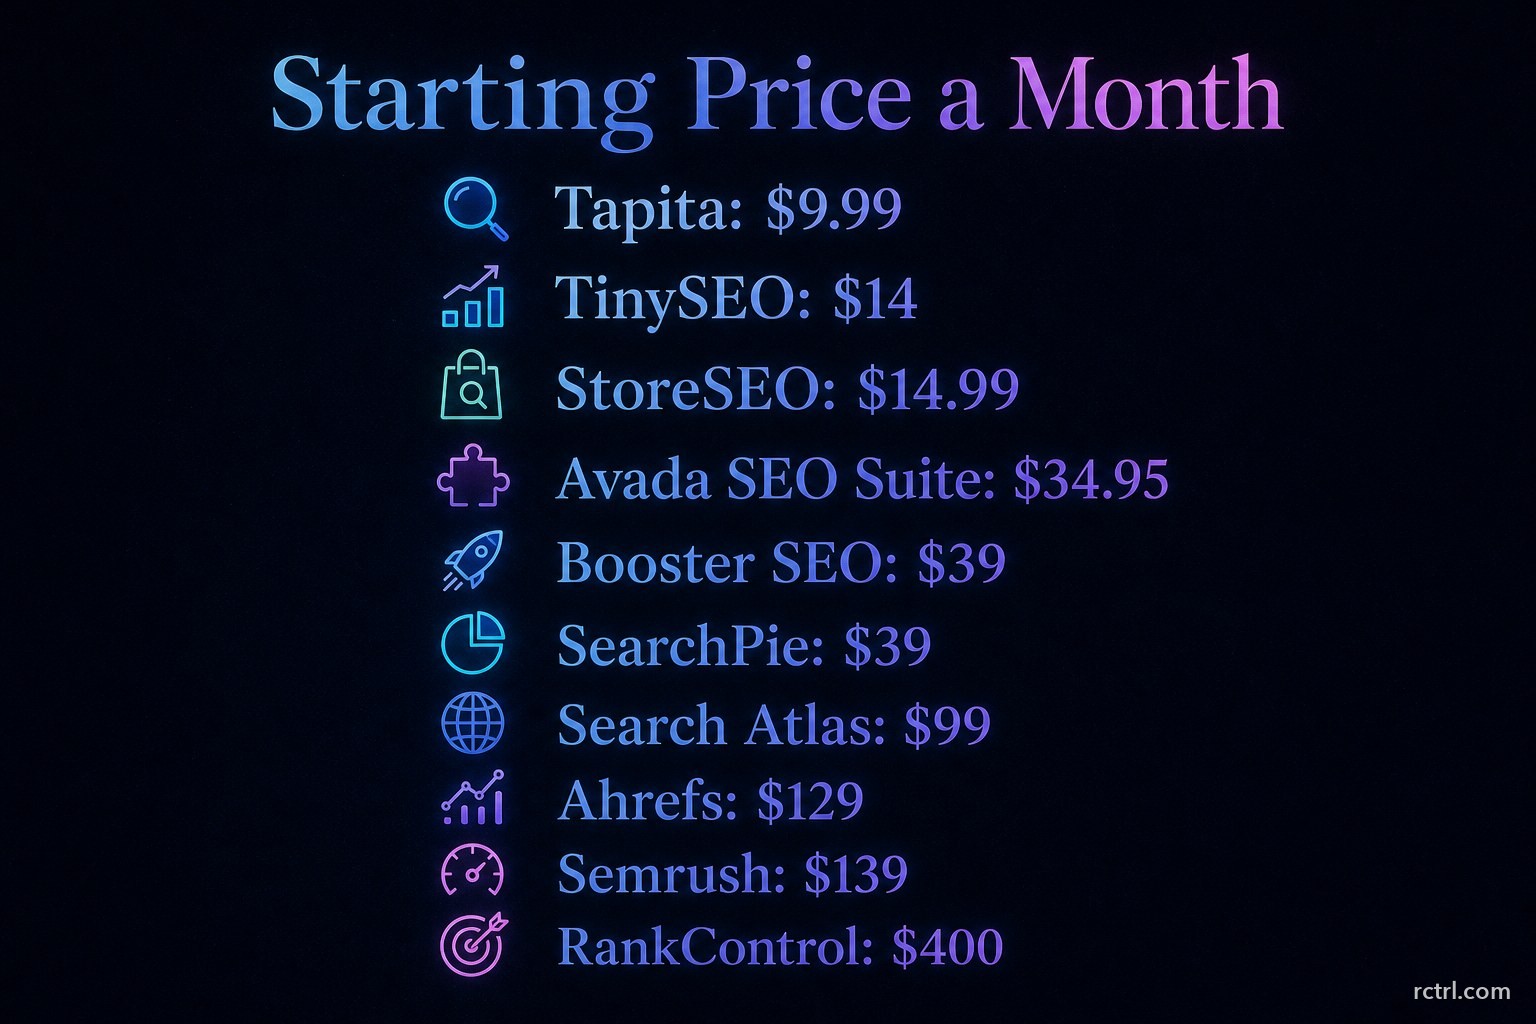 Starting Price a Month
Tapita: $9.99
TinySEO: $14
StoreSEO: $14.99
Avada SEO Suite: $34.95
Booster SEO: $39
SearchPie: $39
Search Atlas: $99
Ahrefs: $129
Semrush: $139
RankControl: $400
rctrl.com